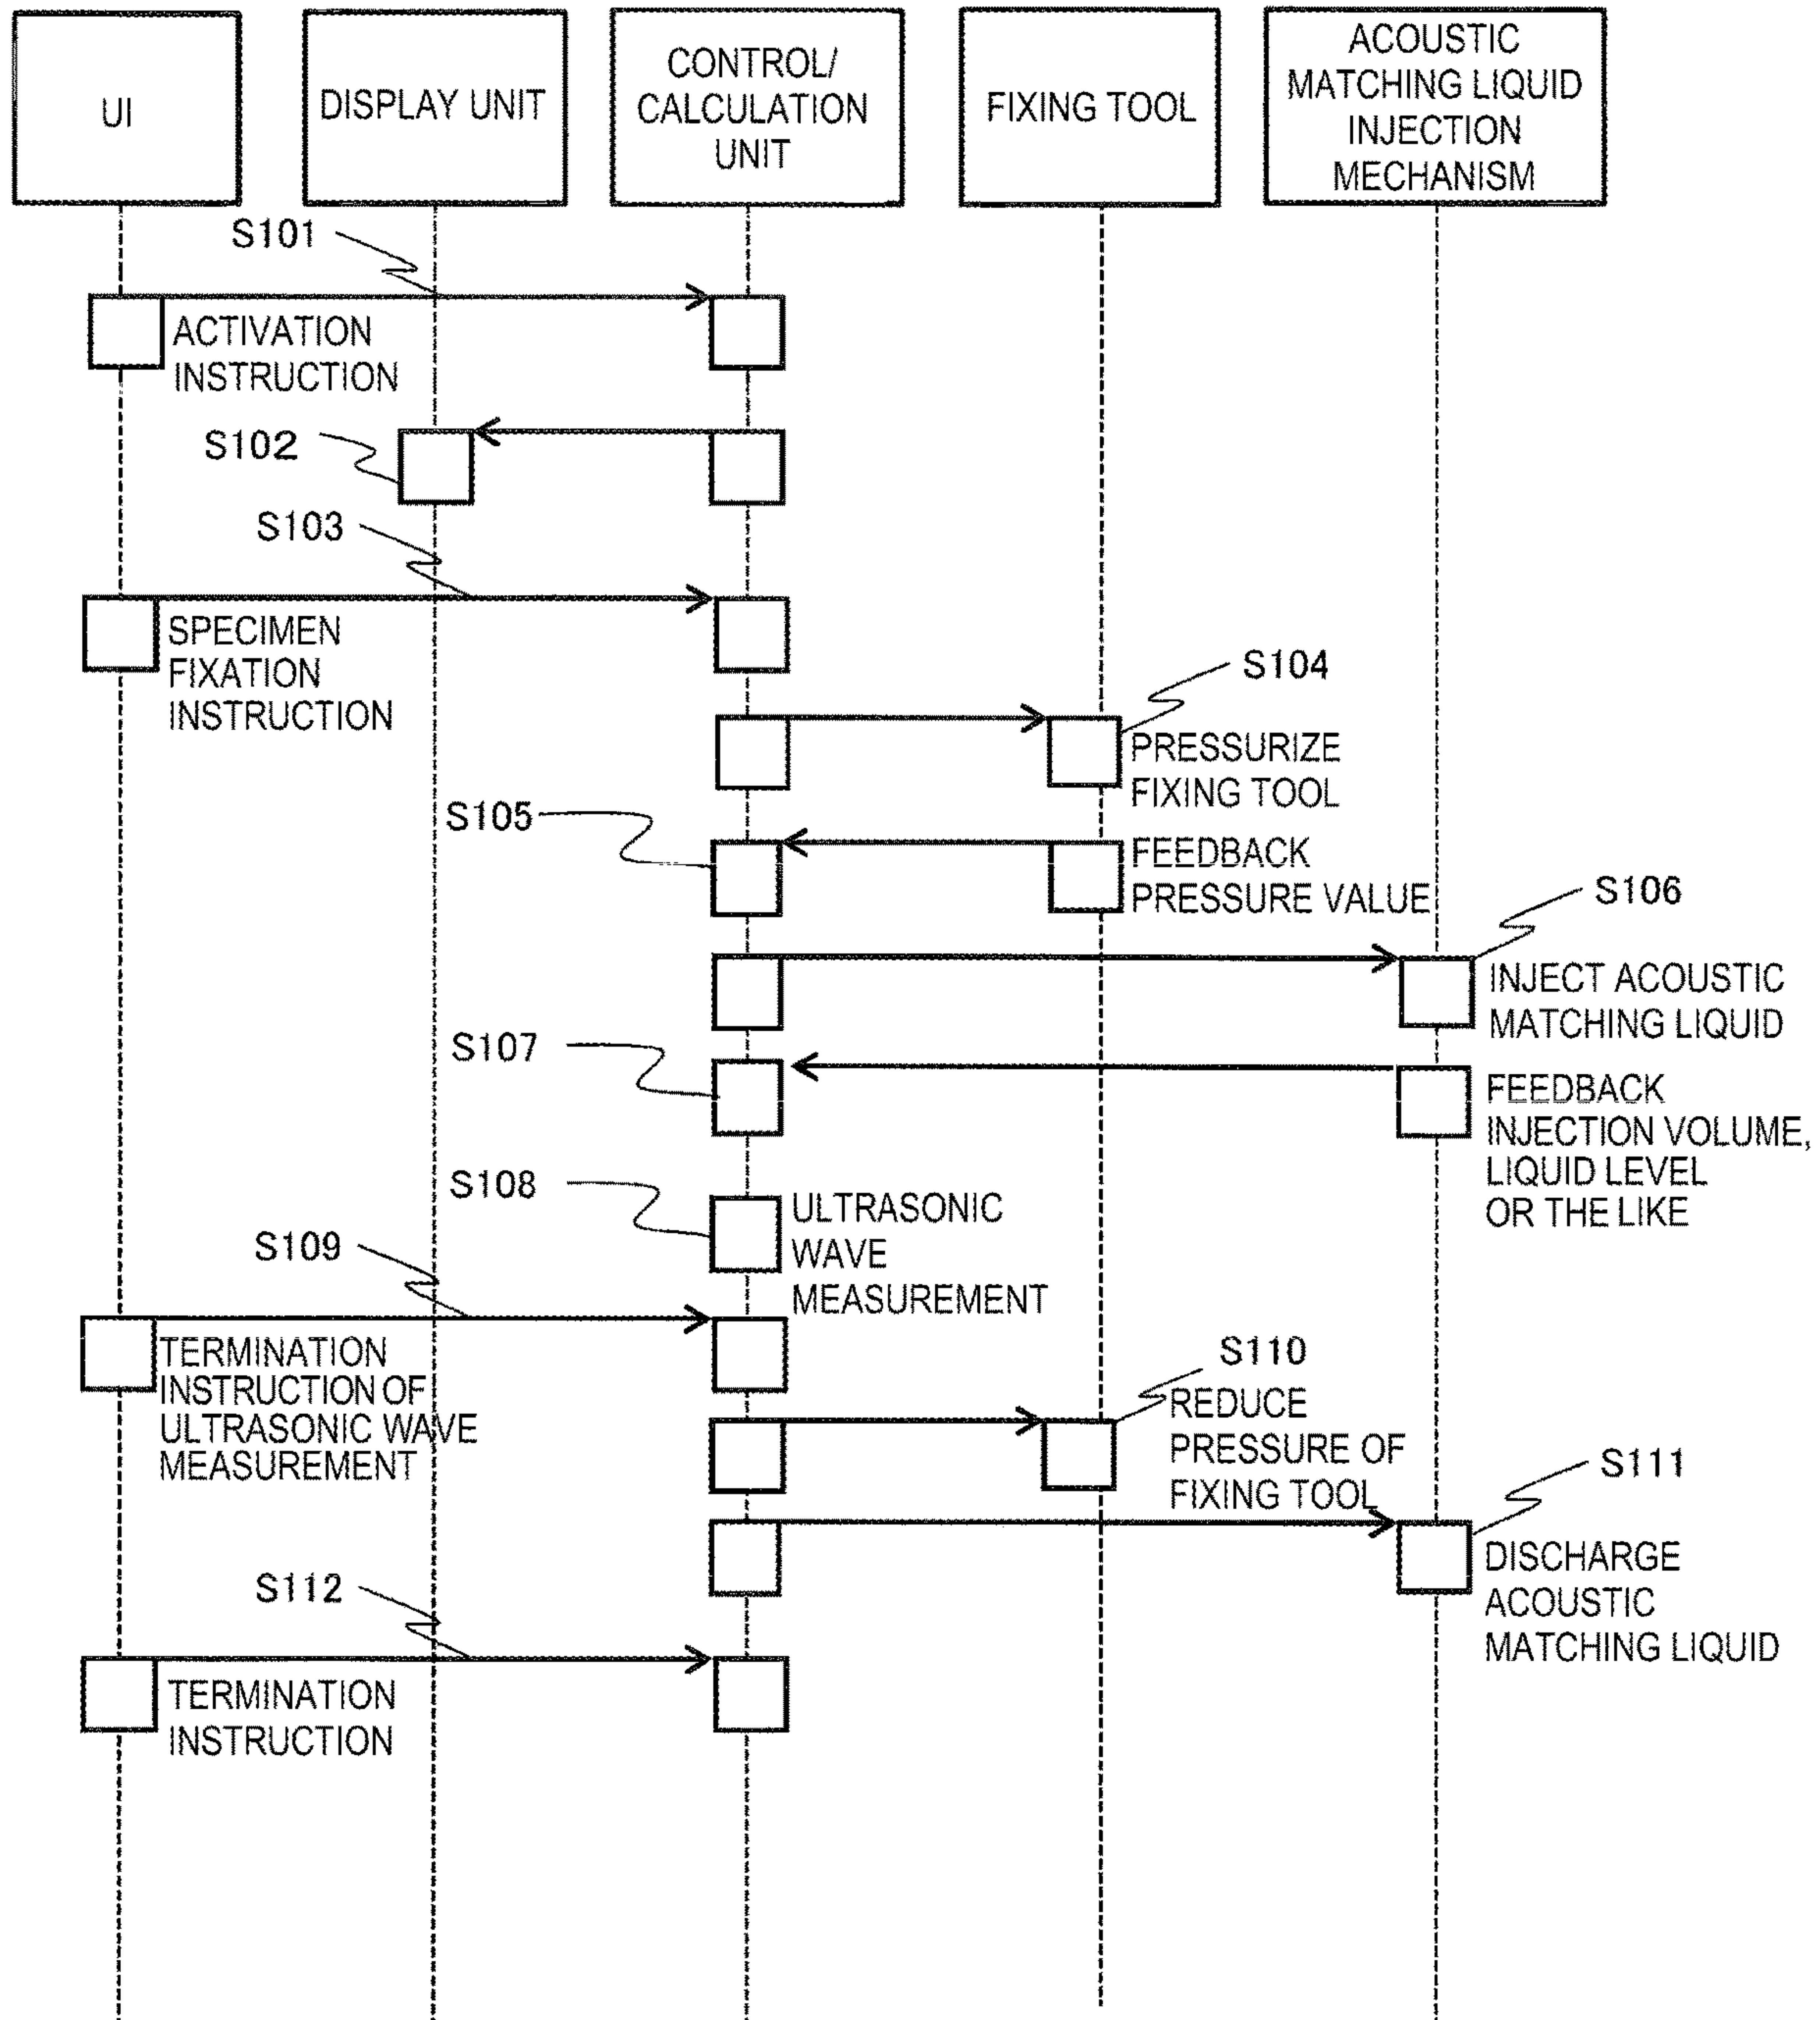 UI
DISPLAY UNIT
CONTROL/
CALCULATION
UNIT
FIXING TOOL
ACOUSTIC
MATCHING LIQUID
INJECTION
MECHANISM
S101
ACTIVATION
INSTRUCTION
S102
S103
SPECIMEN
FIXATION
INSTRUCTION
S104
PRESSURIZE
FIXING TOOL
S105
FEEDBACK
PRESSURE VALUE
S106
INJECT ACOUSTIC
MATCHING LIQUID
S107
FEEDBACK
INJECTION VOLUME,
LIQUID LEVEL
OR THE LIKE
S108
ULTRASONIC
WAVE
MEASUREMENT
S109
TERMINATION
INSTRUCTION OF
ULTRASONIC WAVE
MEASUREMENT
S110
REDUCE
PRESSURE OF
FIXING TOOL
S111
DISCHARGE
ACOUSTIC
MATCHING LIQUID
S112
TERMINATION
INSTRUCTION